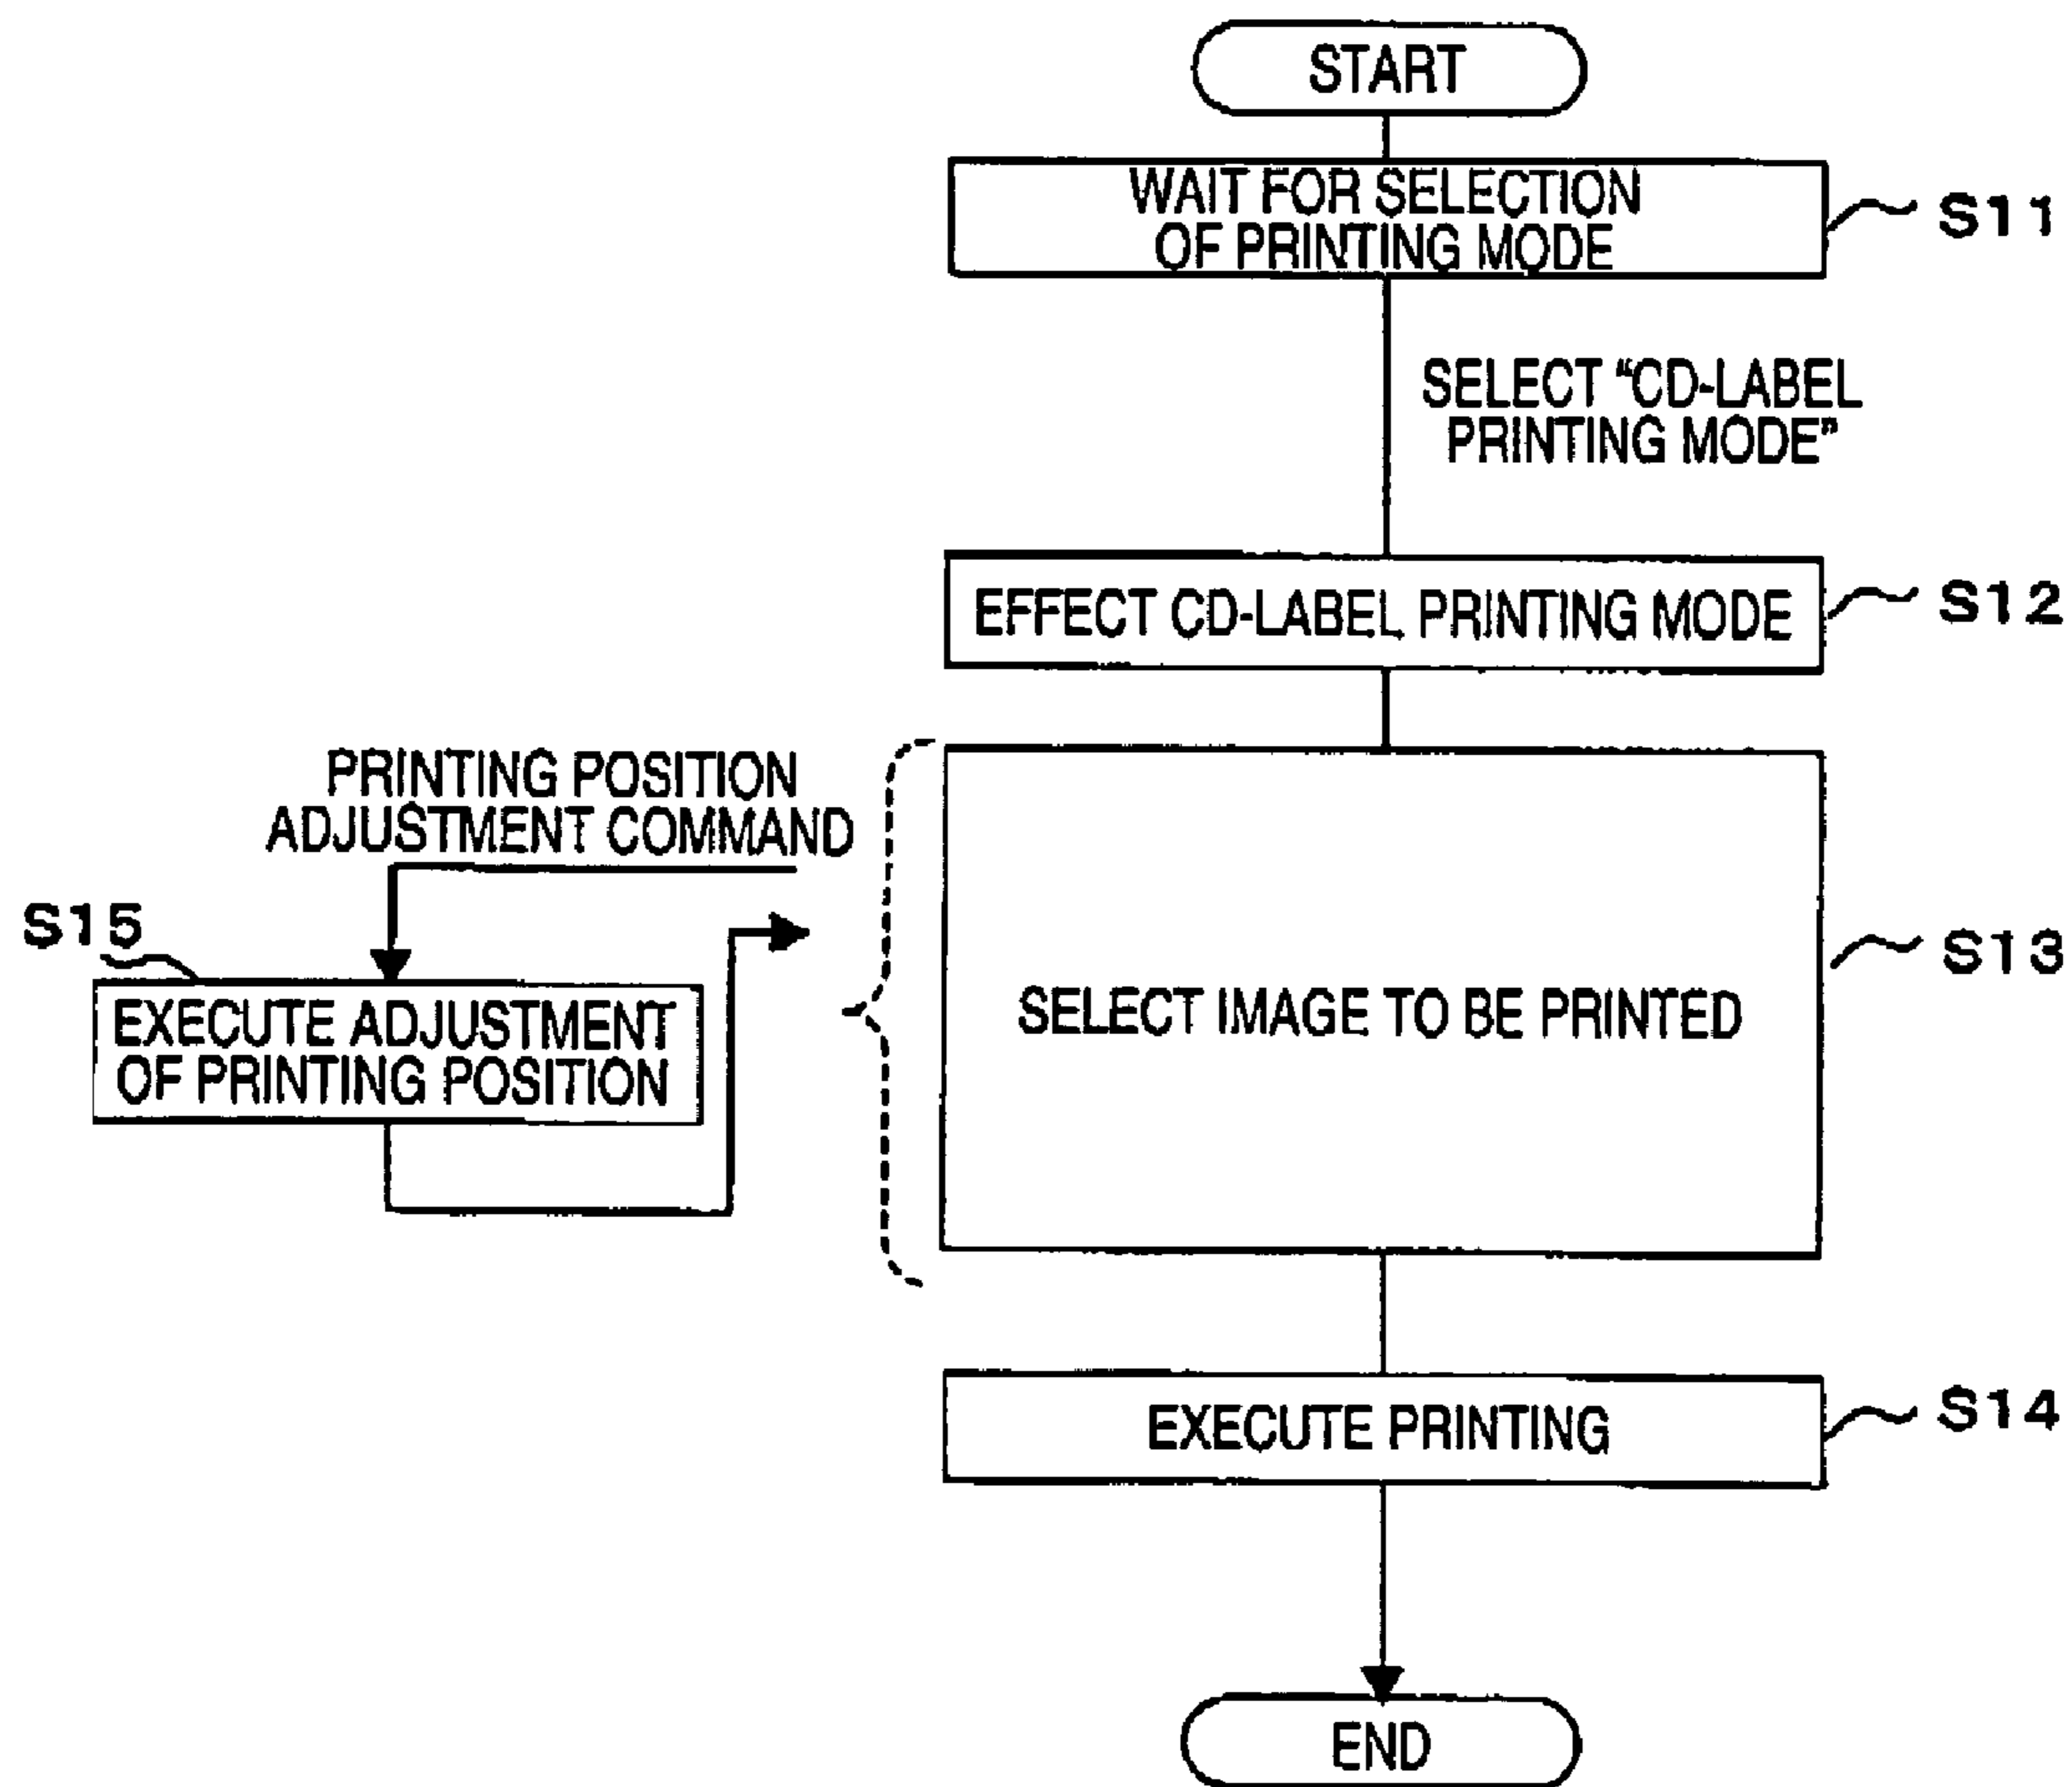 START
WAIT FOR SELECTION
OF PRINTING MODE
S11
SELECT “CD-LABEL
PRINTING MODE”
EFFECT CD-LABEL PRINTING MODE
S12
PRINTING POSITION
ADJUSTMENT COMMAND
S15
EXECUTE ADJUSTMENT
OF PRINTING POSITION
SELECT IMAGE TO BE PRINTED
S13
EXECUTE PRINTING
S14
END